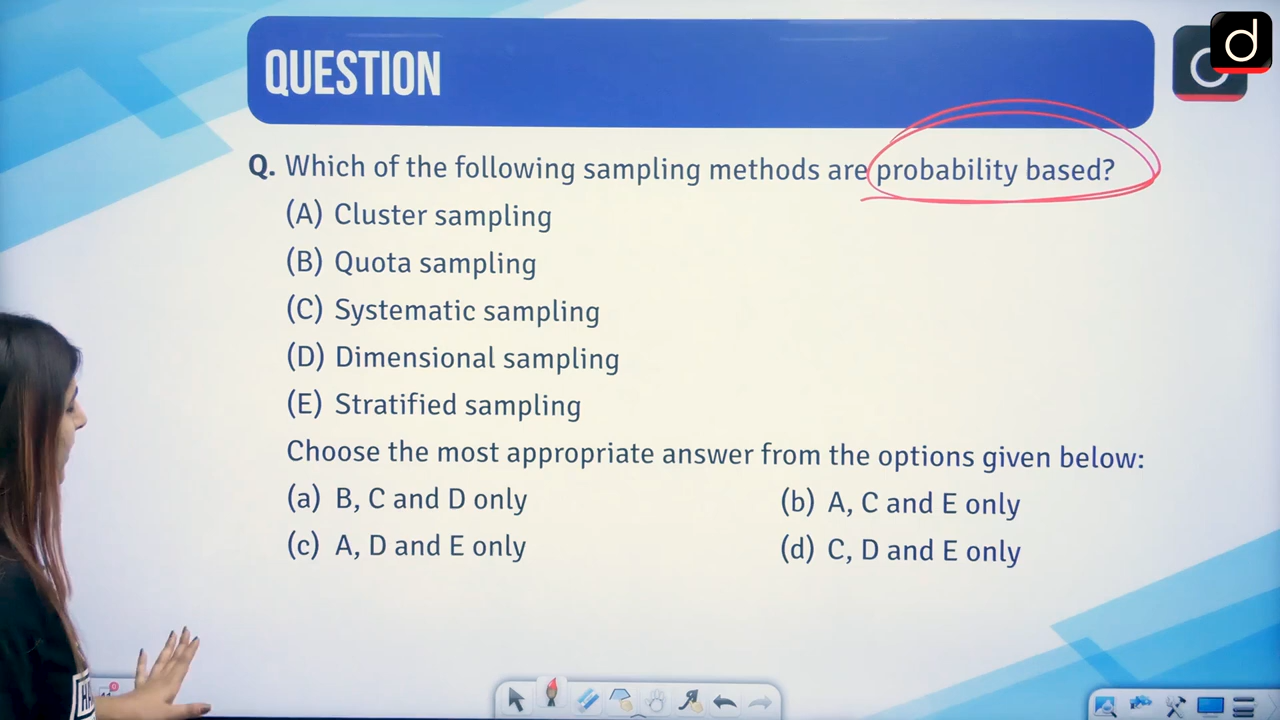 d
QUESTION
Q. Which of the following sampling methods are probability based?
(A) Cluster sampling
(B) Quota sampling
(C) Systematic sampling
(D) Dimensional sampling
(E) Stratified sampling
Choose the most appropriate answer from the options given below:
(a) B, C and D only
(b) A, C and E only
(c) A, D and E only
(d) C, D and E only